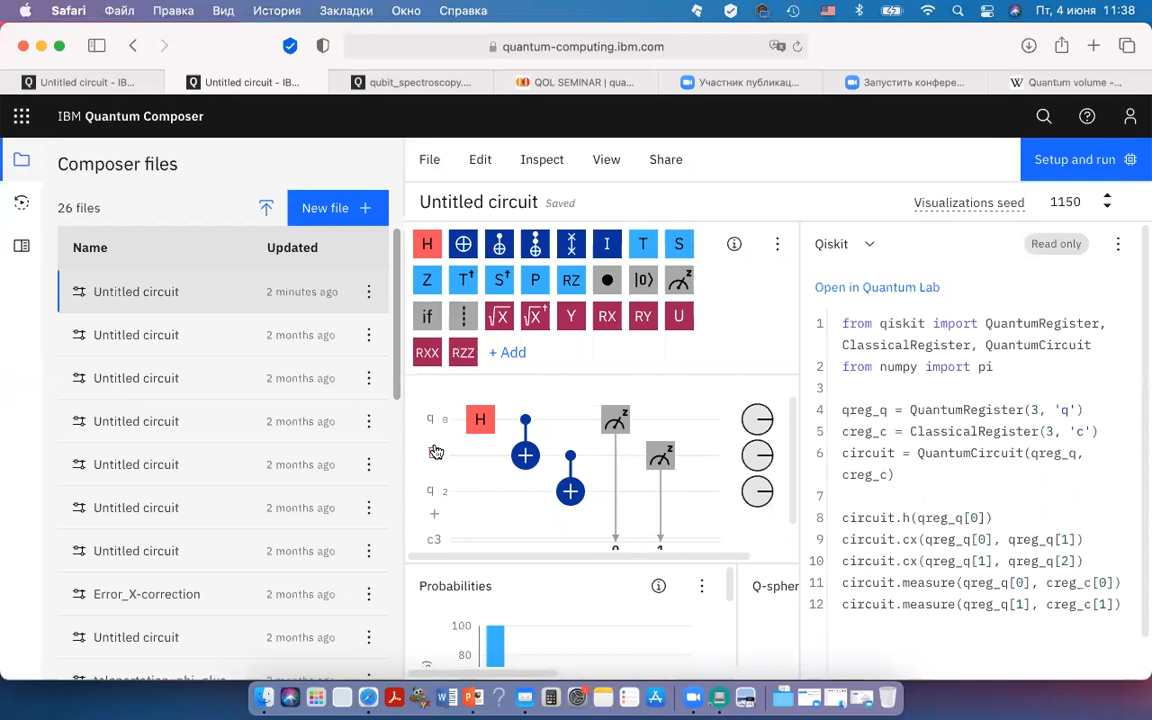 Safari Файл Правка Вид История Закладки Окно Справка Пт, 4 июня 11:38
quantum-computing.ibm.com
Untitled circuit - IB... Untitled circuit - IB... qubit_spectroscopy.... QOL SEMINAR | qua... Участник публикац... Запустить конфере... Quantum volume -...
IBM Quantum Composer
Composer files
File Edit Inspect View Share
Setup and run
26 files
New file +
Untitled circuit Saved
Visualizations seed 1150
Name Updated
Untitled circuit 2 minutes ago
Untitled circuit 2 months ago
Untitled circuit 2 months ago
Untitled circuit 2 months ago
Untitled circuit 2 months ago
Untitled circuit 2 months ago
Untitled circuit 2 months ago
Error_X-correction 2 months ago
Untitled circuit 2 months ago
teleportation_phi_plus
H I T S
Z T† S† P RZ |0⟩ z
if √X √X† Y RX RY U
RXX RZZ + Add
q 0 H z
z
q 2
+
c3 0 1
Probabilities
Q-spher
100
80
Qiskit
Read only
Open in Quantum Lab
1 from qiskit import QuantumRegister,
ClassicalRegister, QuantumCircuit
2 from numpy import pi
3
4 qreg_q = QuantumRegister(3, 'q')
5 creg_c = ClassicalRegister(3, 'c')
6 circuit = QuantumCircuit(qreg_q,
creg_c)
7
8 circuit.h(qreg_q[0])
9 circuit.cx(qreg_q[0], qreg_q[1])
10 circuit.cx(qreg_q[1], qreg_q[2])
11 circuit.measure(qreg_q[0], creg_c[0])
12 circuit.measure(qreg_q[1], creg_c[1])